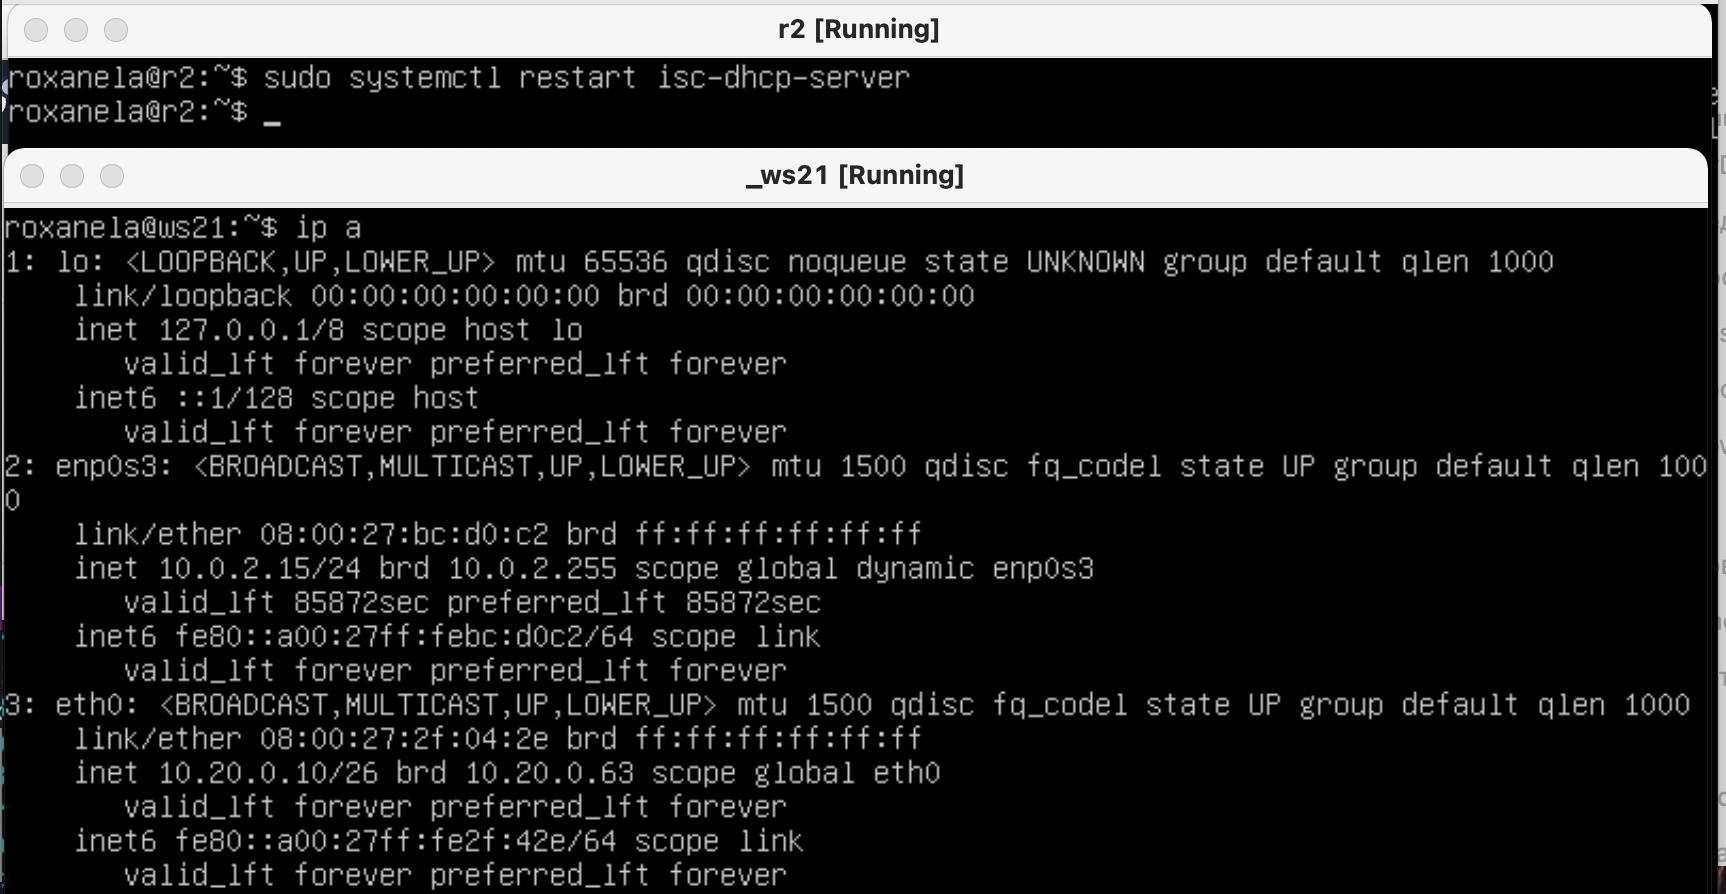 r2 [Running]
roxanela@r2:~$ sudo systemctl restart isc-dhcp-server
roxanela@r2:~$ _
_ws21 [Running]
roxanela@ws21:~$ ip a
1: lo: <LOOPBACK,UP,LOWER_UP> mtu 65536 qdisc noqueue state UNKNOWN group default qlen 1000
    link/loopback 00:00:00:00:00:00 brd 00:00:00:00:00:00
    inet 127.0.0.1/8 scope host lo
       valid_lft forever preferred_lft forever
    inet6 ::1/128 scope host
       valid_lft forever preferred_lft forever
2: enp0s3: <BROADCAST,MULTICAST,UP,LOWER_UP> mtu 1500 qdisc fq_codel state UP group default qlen 100
0
    link/ether 08:00:27:bc:d0:c2 brd ff:ff:ff:ff:ff:ff
    inet 10.0.2.15/24 brd 10.0.2.255 scope global dynamic enp0s3
       valid_lft 85872sec preferred_lft 85872sec
    inet6 fe80::a00:27ff:febc:d0c2/64 scope link
       valid_lft forever preferred_lft forever
3: eth0: <BROADCAST,MULTICAST,UP,LOWER_UP> mtu 1500 qdisc fq_codel state UP group default qlen 1000
    link/ether 08:00:27:2f:04:2e brd ff:ff:ff:ff:ff:ff
    inet 10.20.0.10/26 brd 10.20.0.63 scope global eth0
       valid_lft forever preferred_lft forever
    inet6 fe80::a00:27ff:fe2f:42e/64 scope link
       valid_lft forever preferred_lft forever